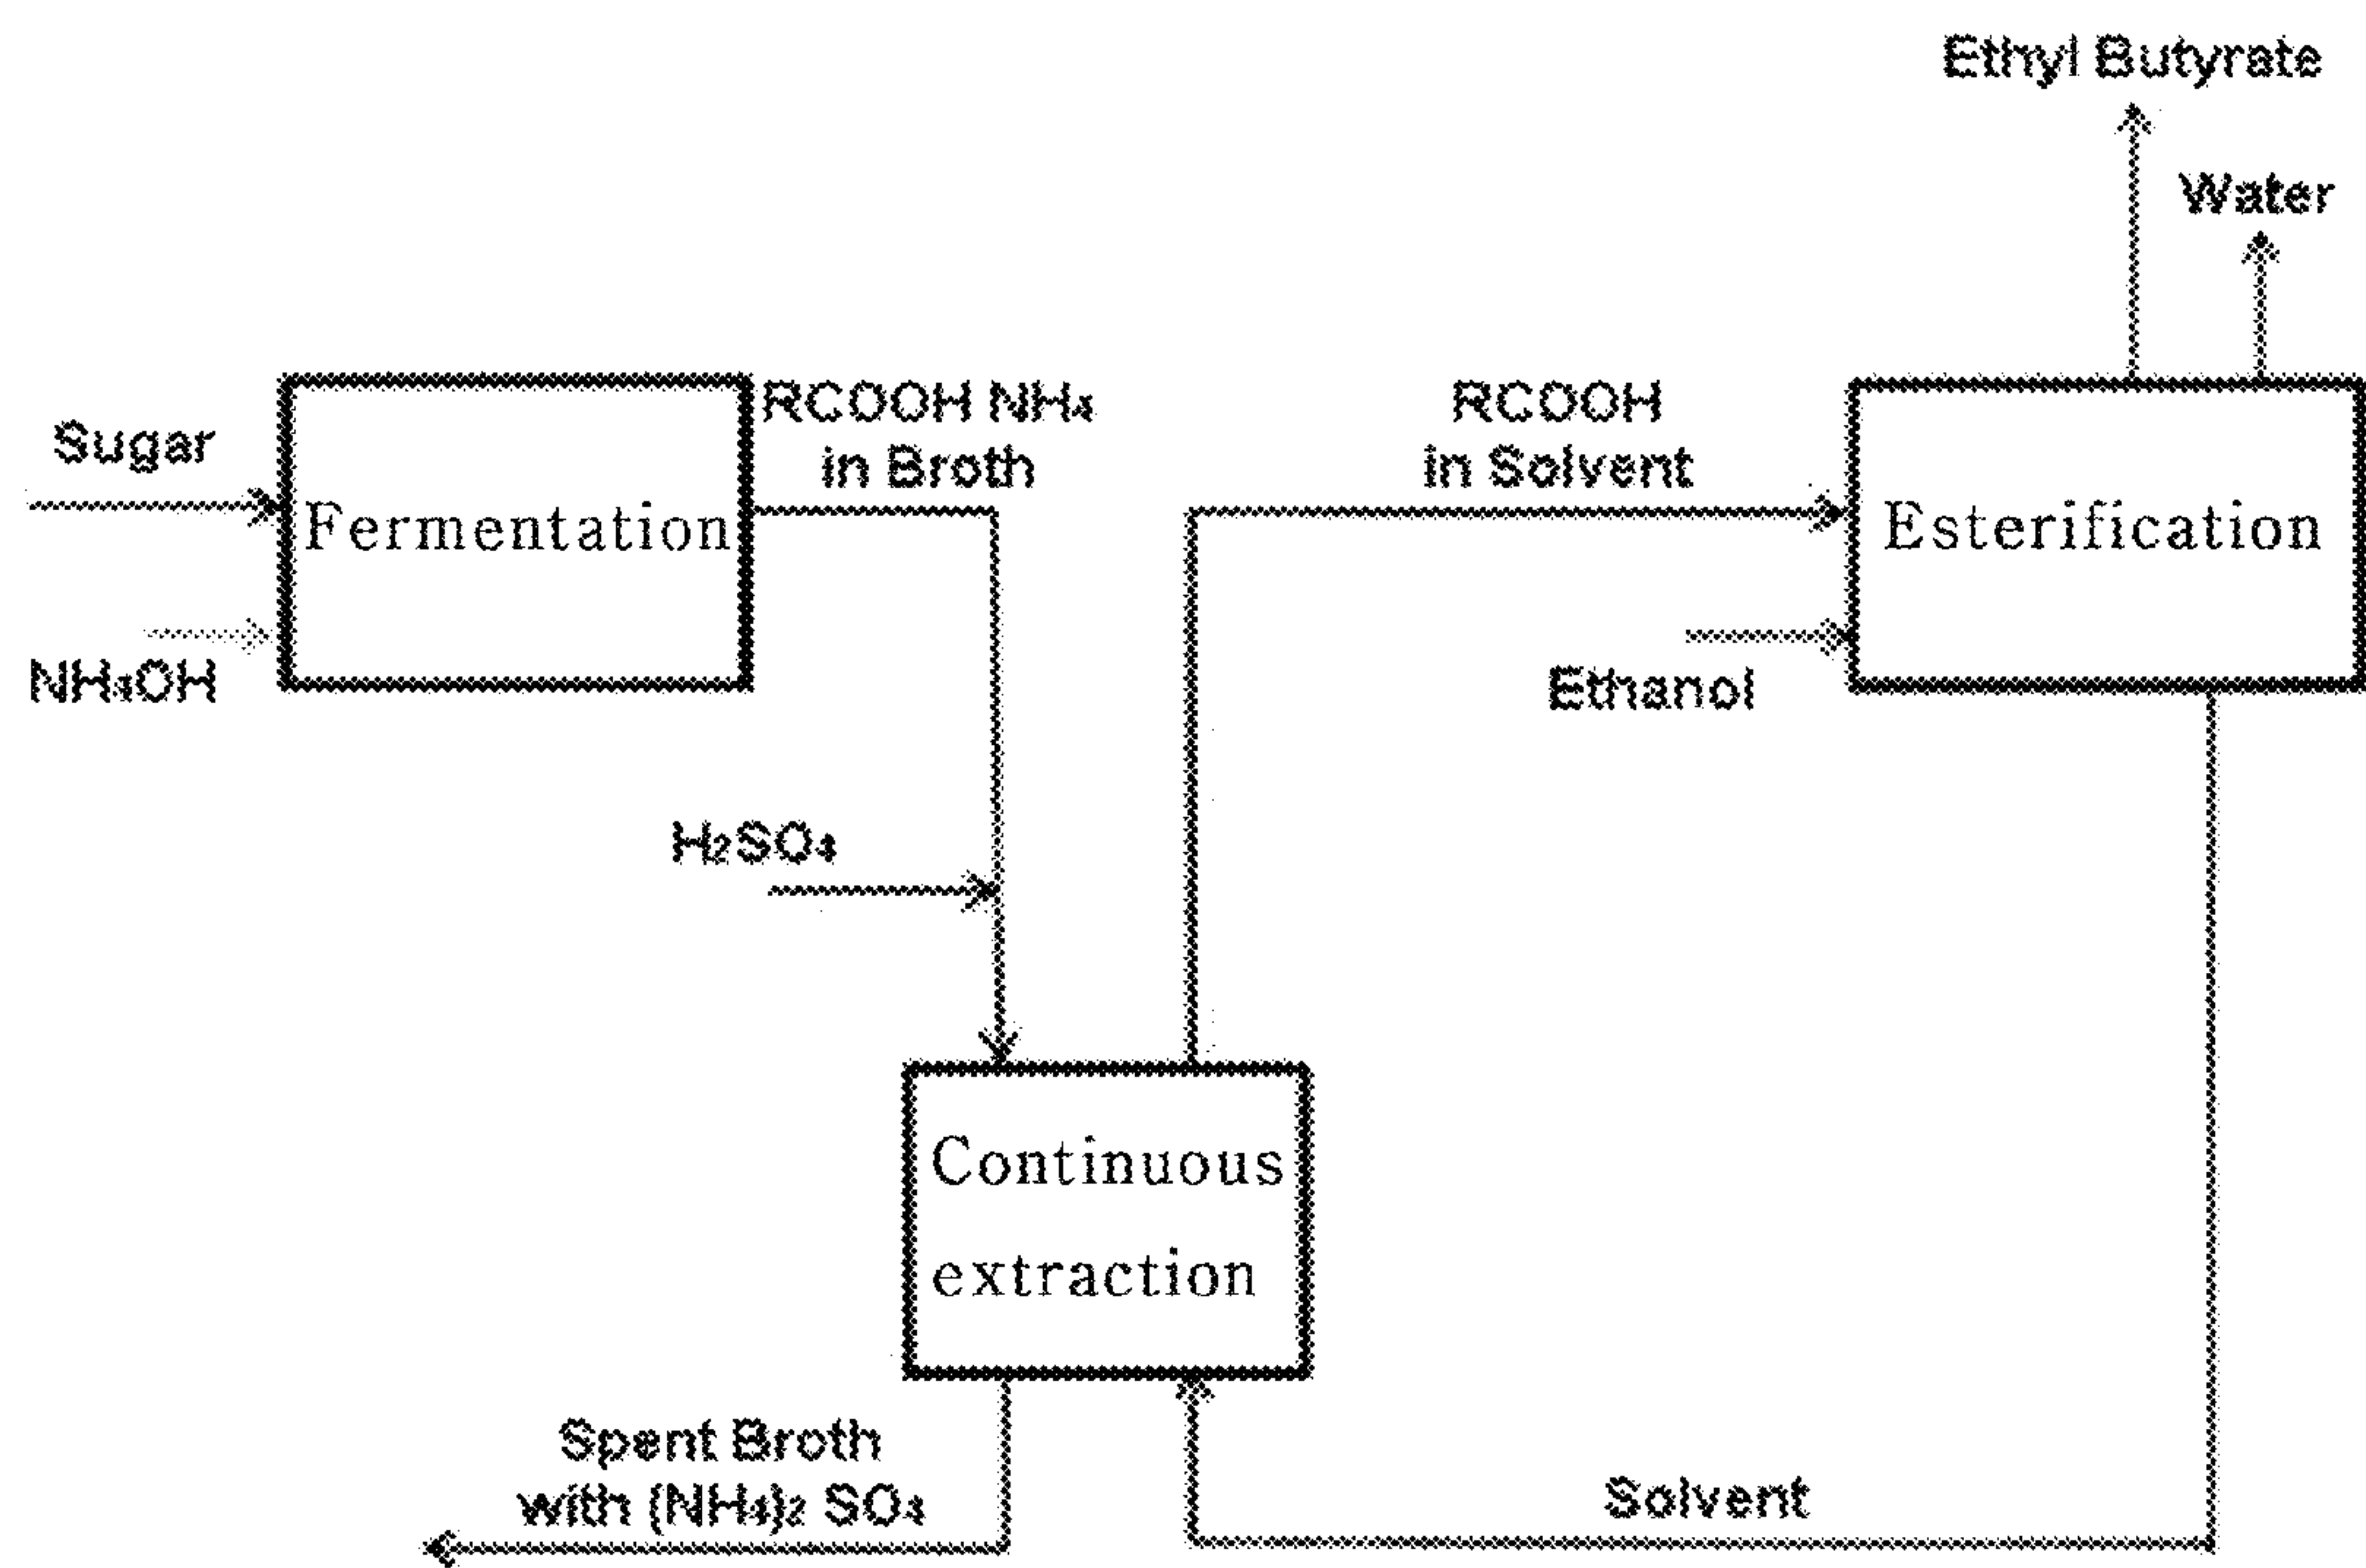 Ethyl Butyrate
Water
Sugar
Fermentation
NH₄OH
RCOOH NH₄
in Broth
RCOOH
in Solvent
Esterification
Ethanol
H₂SO₄
Continuous
extraction
Spent Broth
with (NH₄)₂ SO₄
Solvent